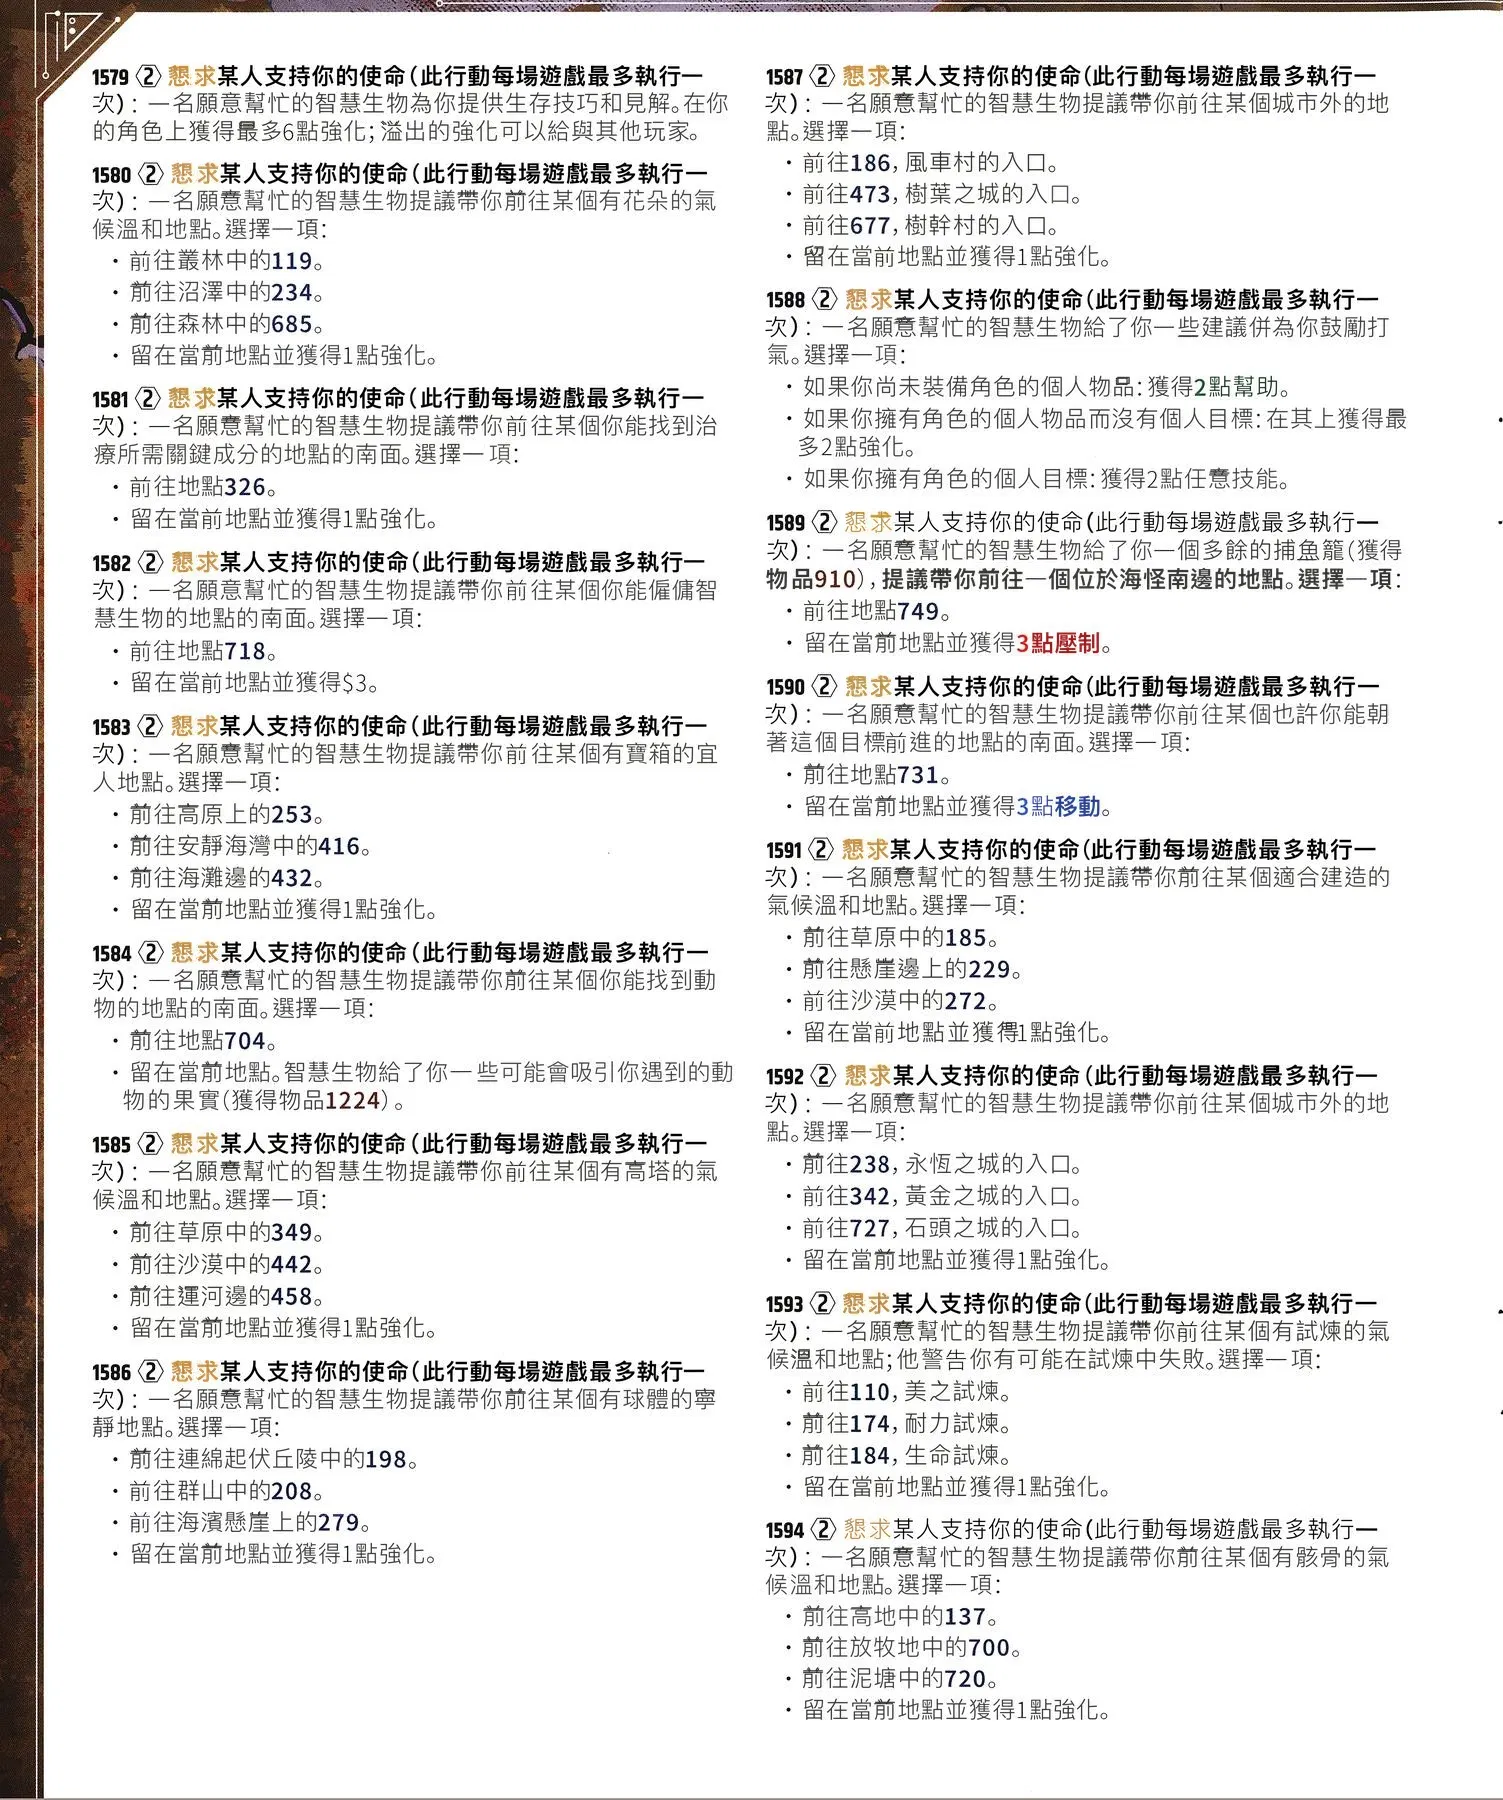 1579 ② 懇求某人支持你的使命(此行動每場遊戲最多執行一
次): 一名願意幫忙的智慧生物為你提供生存技巧和見解。在你
的角色上獲得最多6點強化;溢出的強化可以給與其他玩家。
1580 ② 懇求某人支持你的使命(此行動每場遊戲最多執行一
次): 一名願意幫忙的智慧生物提議帶你前往某個有花朵的氣
候溫和地點。選擇一項:
・前往叢林中的119。
・前往沼澤中的234。
・前往森林中的685。
・留在當前地點並獲得1點強化。
1581 ② 懇求某人支持你的使命(此行動每場遊戲最多執行一
次): 一名願意幫忙的智慧生物提議帶你前往某個你能找到治
療所需關鍵成分的地點的南面。選擇一項:
・前往地點326。
・留在當前地點並獲得1點強化。
1582 ② 懇求某人支持你的使命(此行動每場遊戲最多執行一
次): 一名願意幫忙的智慧生物提議帶你前往某個你能僱傭智
慧生物的地點的南面。選擇一項:
・前往地點718。
・留在當前地點並獲得$3。
1583 ② 懇求某人支持你的使命(此行動每場遊戲最多執行一
次): 一名願意幫忙的智慧生物提議帶你前往某個有寶箱的宜
人地點。選擇一項:
・前往高原上的253。
・前往安靜海灣中的416。
・前往海灘邊的432。
・留在當前地點並獲得1點強化。
1584 ② 懇求某人支持你的使命(此行動每場遊戲最多執行一
次): 一名願意幫忙的智慧生物提議帶你前往某個你能找到動
物的地點的南面。選擇一項:
・前往地點704。
・留在當前地點。智慧生物給了你一些可能會吸引你遇到的動
物的果實(獲得物品1224)。
1585 ② 懇求某人支持你的使命(此行動每場遊戲最多執行一
次): 一名願意幫忙的智慧生物提議帶你前往某個有高塔的氣
候溫和地點。選擇一項:
・前往草原中的349。
・前往沙漠中的442。
・前往運河邊的458。
・留在當前地點並獲得1點強化。
1586 ② 懇求某人支持你的使命(此行動每場遊戲最多執行一
次): 一名願意幫忙的智慧生物提議帶你前往某個有球體的寧
靜地點。選擇一項:
・前往連綿起伏丘陵中的198。
・前往群山中的208。
・前往海濱懸崖上的279。
・留在當前地點並獲得1點強化。
1587 ② 懇求某人支持你的使命(此行動每場遊戲最多執行一
次): 一名願意幫忙的智慧生物提議帶你前往某個城市外的地
點。選擇一項:
・前往186,風車村的入口。
・前往473,樹葉之城的入口。
・前往677,樹幹村的入口。
・留在當前地點並獲得1點強化。
1588 ② 懇求某人支持你的使命(此行動每場遊戲最多執行一
次): 一名願意幫忙的智慧生物給了你一些建議併為你鼓勵打
氣。選擇一項:
・如果你尚未裝備角色的個人物品:獲得2點幫助。
・如果你擁有角色的個人物品而沒有個人目標:在其上獲得最
多2點強化。
・如果你擁有角色的個人目標:獲得2點任意技能。
1589 ② 懇求某人支持你的使命(此行動每場遊戲最多執行一
次): 一名願意幫忙的智慧生物給了你一個多餘的捕魚籠(獲得
物品910),提議帶你前往一個位於海怪南邊的地點。選擇一項:
・前往地點749。
・留在當前地點並獲得3點壓制。
1590 ② 懇求某人支持你的使命(此行動每場遊戲最多執行一
次): 一名願意幫忙的智慧生物提議帶你前往某個也許你能朝
著這個目標前進的地點的南面。選擇一項:
・前往地點731。
・留在當前地點並獲得3點移動。
1591 ② 懇求某人支持你的使命(此行動每場遊戲最多執行一
次): 一名願意幫忙的智慧生物提議帶你前往某個適合建造的
氣候溫和地點。選擇一項:
・前往草原中的185。
・前往懸崖邊上的229。
・前往沙漠中的272。
・留在當前地點並獲得1點強化。
1592 ② 懇求某人支持你的使命(此行動每場遊戲最多執行一
次): 一名願意幫忙的智慧生物提議帶你前往某個城市外的地
點。選擇一項:
・前往238,永恆之城的入口。
・前往342,黃金之城的入口。
・前往727,石頭之城的入口。
・留在當前地點並獲得1點強化。
1593 ② 懇求某人支持你的使命(此行動每場遊戲最多執行一
次): 一名願意幫忙的智慧生物提議帶你前往某個有試煉的氣
候溫和地點;他警告你有可能在試煉中失敗。選擇一項:
・前往110,美之試煉。
・前往174,耐力試煉。
・前往184,生命試煉。
・留在當前地點並獲得1點強化。
1594 ② 懇求某人支持你的使命(此行動每場遊戲最多執行一
次): 一名願意幫忙的智慧生物提議帶你前往某個有骸骨的氣
候溫和地點。選擇一項:
・前往高地中的137。
・前往放牧地中的700。
・前往泥塘中的720。
・留在當前地點並獲得1點強化。